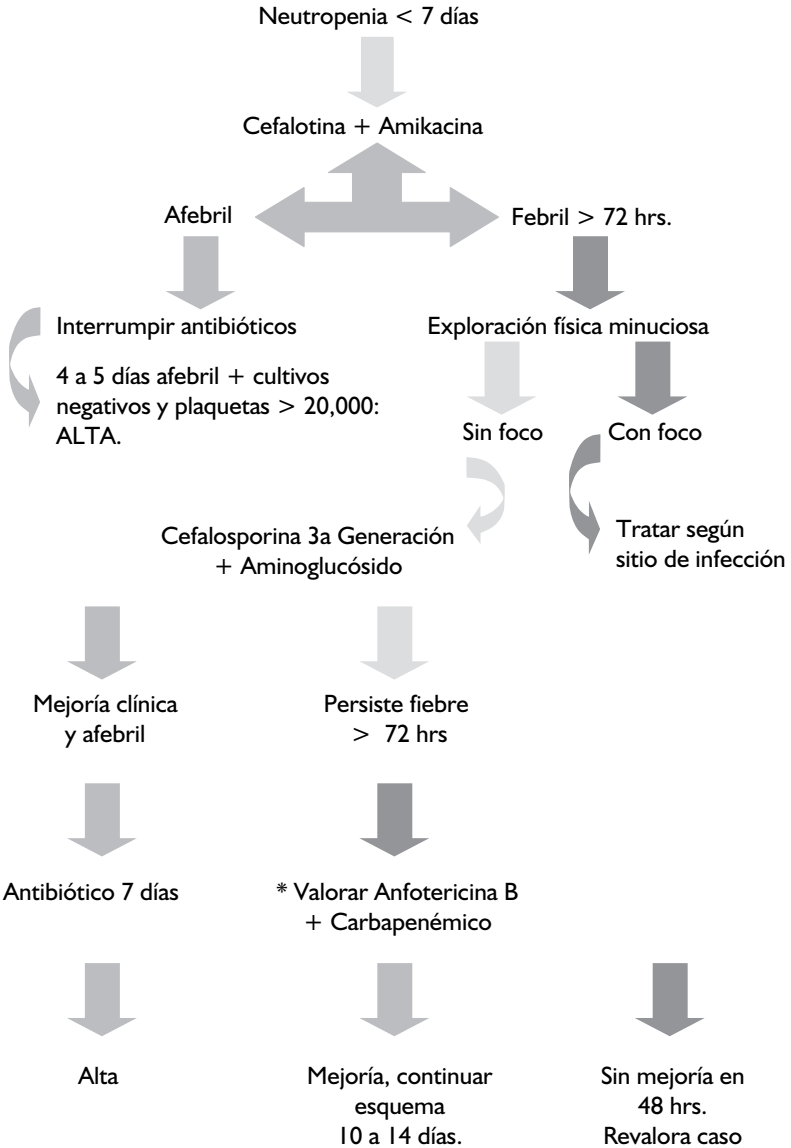 Neutropenia < 7 días
Cefalotina + Amikacina
Afebril
Febril > 72 hrs.
Interrumpir antibióticos
Exploración física minuciosa
4 a 5 días afebril + cultivos
negativos y plaquetas > 20,000:
ALTA.
Sin foco
Con foco
Cefalosporina 3a Generación
+ Aminoglucósido
Tratar según
sitio de infección
Mejoría clínica
y afebril
Persiste fiebre
> 72 hrs
Antibiótico 7 días
* Valorar Anfotericina B
+ Carbapenémico
Alta
Mejoría, continuar
esquema
10 a 14 días.
Sin mejoría en
48 hrs.
Revalora caso